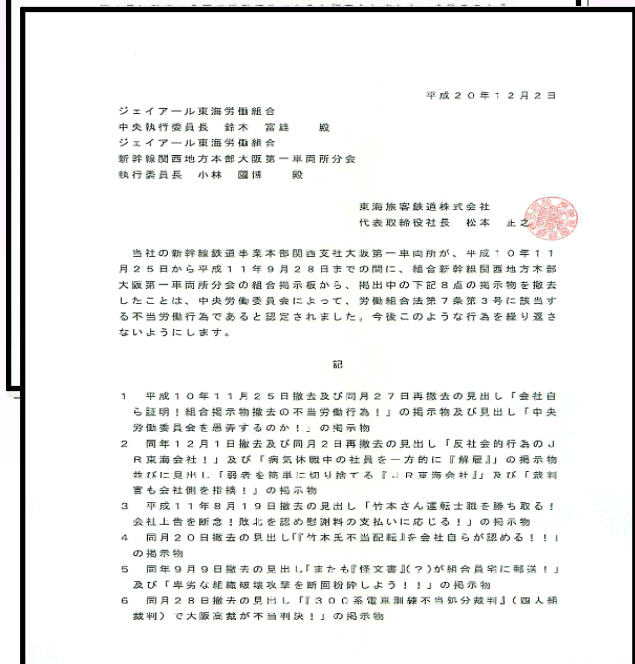 平成20年12月2日
ジェイアール東海労働組合
中央執行委員長 鈴木 富雄 殿
ジェイアール東海労働組合
新幹線関西地方本部大阪第一車両所分会
執行委員長 小林 國博 殿
東海旅客鉄道株式会社
代表取締役社長 松本 正之
当社の新幹線鉄道事業本部関西支社大阪第一車両所が、平成10年11
月25日から平成11年9月28日までの間に、組合新幹線関西地方本部
大阪第一車両所分会の組合掲示板から、掲出中の下記8点の掲示物を撤去
したことは、中央労働委員会によって、労働組合法第7条第3号に該当す
る不当労働行為であると認定されました。今後このような行為を繰り返さ
ないようにします。
記
1 平成10年11月25日撤去及び同月27日再撤去の見出し「会社自
ら証明!組合掲示物撤去の不当労働行為!」の掲示物及び見出し「中央
労働委員会を愚弄するのか!」の掲示物
2 同年12月1日撤去及び同月2日再撤去の見出し「反社会的行為のJ
R東海会社!」及び「病気休職中の社員を一方的に『解雇』」の掲示物
並びに見出し「弱者を簡単に切り捨てる『JR東海会社』」及び「裁判
官も会社側を指摘!」の掲示物
3 平成11年8月19日撤去の見出し「竹本さん運転士職を勝ち取る!
会社上告を断念!敗北を認め慰謝料の支払いに応じる!」の掲示物
4 同月20日撤去の見出し「『竹本氏不当配転』を会社自らが認める!!」
の掲示物
5 同年9月9日撤去の見出し「またも『怪文書』(?)が組合員宅に郵送!」
及び「卑劣な組織破壊攻撃を断固粉砕しよう!!」の掲示物
6 同月28日撤去の見出し「『300系電車訓練不当処分裁判』(四人組
裁判)で大阪高裁が不当判決!」の掲示物